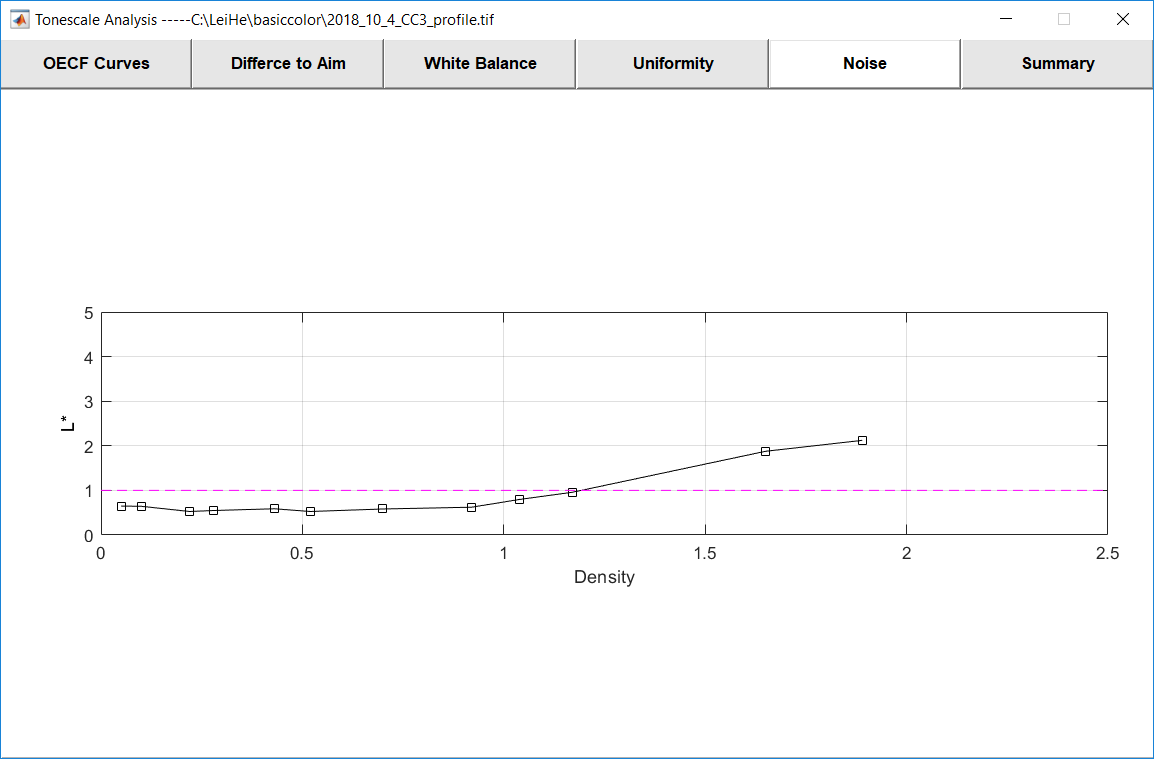 Tonescale Analysis -----C:\LeiHe\basiccolor\2018_10_4_CC3_profile.tif
OECF Curves Differce to Aim White Balance Uniformity Noise Summary
5
4
3
L*
2
1
0
0 0.5 1 1.5 2 2.5
Density